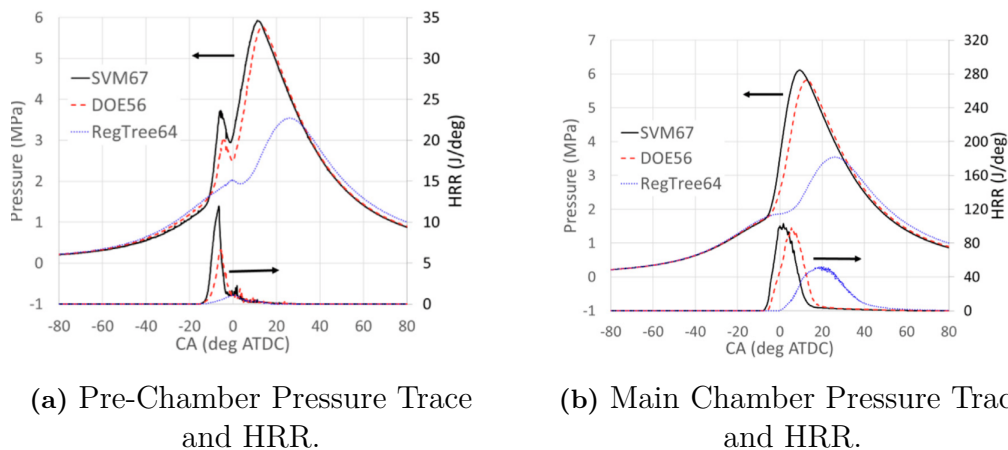 6
5
4
3
2
1
0
-1
Pressure (MPa)
SVM67
DOE56
RegTree64
35
30
25
20
15
10
5
0
HRR (J/deg)
-80 -60 -40 -20 0 20 40 60 80
CA (deg ATDC)
(a) Pre-Chamber Pressure Trace
and HRR.
7
6
5
4
3
2
1
0
-1
Pressure (MPa)
SVM67
DOE56
RegTree64
320
280
240
200
160
120
80
40
0
HRR (J/deg)
-80 -60 -40 -20 0 20 40 60 80
CA (deg ATDC)
(b) Main Chamber Pressure Trac
and HRR.